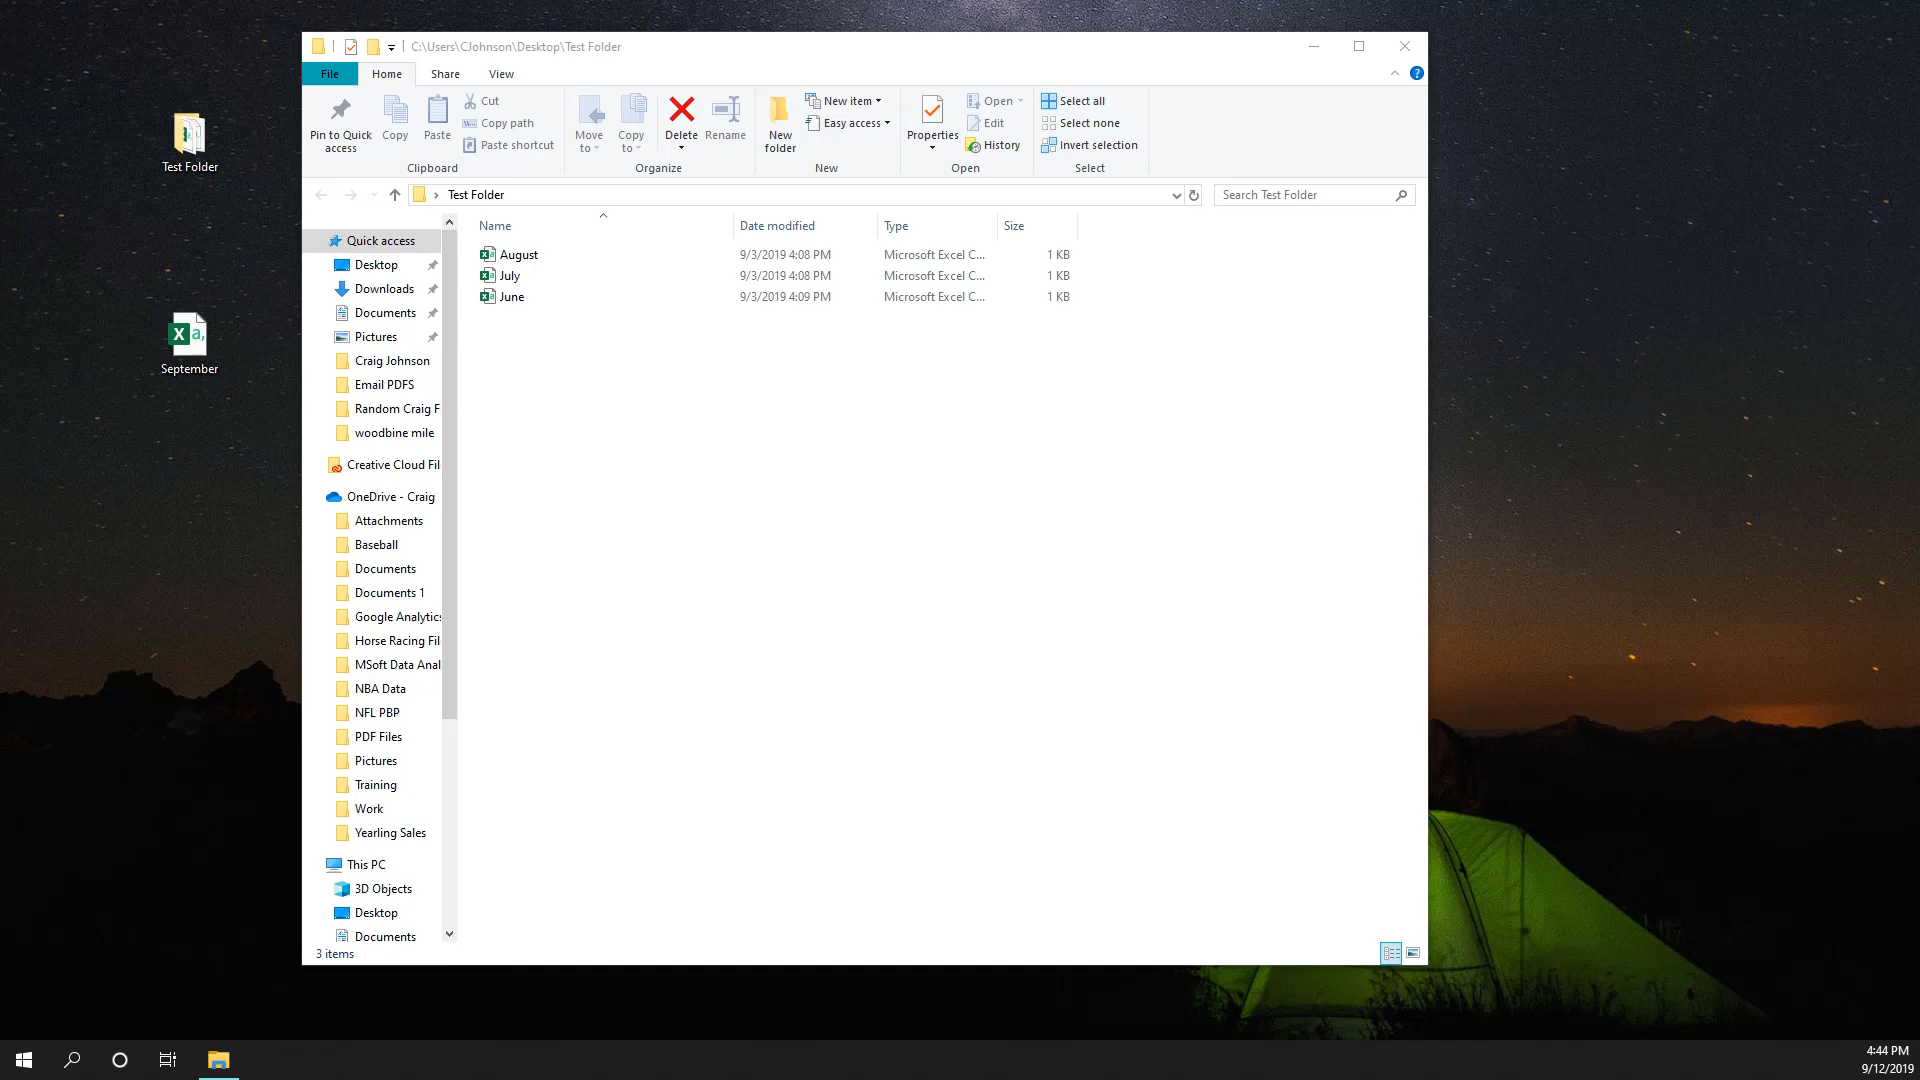 C:\Users\CJohnson\Desktop\Test Folder
File Home Share View
Pin to Quick access
Copy
Paste
Cut
Copy path
Paste shortcut
Clipboard
Move to
Copy to
Delete
Rename
Organize
New folder
New item
Easy access
New
Properties
Open
Edit
History
Open
Select all
Select none
Invert selection
Select
Test Folder
Search Test Folder
Test Folder
September
Quick access
Desktop
Downloads
Documents
Pictures
Craig Johnson
Email PDFS
Random Craig F
woodbine mile
Creative Cloud Fil
OneDrive - Craig
Attachments
Baseball
Documents
Documents 1
Google Analytics
Horse Racing Fil
MSoft Data Anal
NBA Data
NFL PBP
PDF Files
Pictures
Training
Work
Yearling Sales
This PC
3D Objects
Desktop
Documents
Name Date modified Type Size
August 9/3/2019 4:08 PM Microsoft Excel C... 1 KB
July 9/3/2019 4:08 PM Microsoft Excel C... 1 KB
June 9/3/2019 4:09 PM Microsoft Excel C... 1 KB
3 items
4:44 PM
9/12/2019